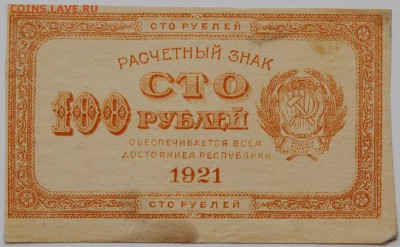 COINS.LAVE.RU
СТО РУБЛЕЙ
РАСЧЕТНЫЙ ЗНАК
СТО
100 РУБЛЕЙ
ОБЕСПЕЧИВАЕТСЯ ВСЕМ
ДОСТОЯНИЕМ РЕСПУБЛИКИ
1921
СТО РУБЛЕЙ